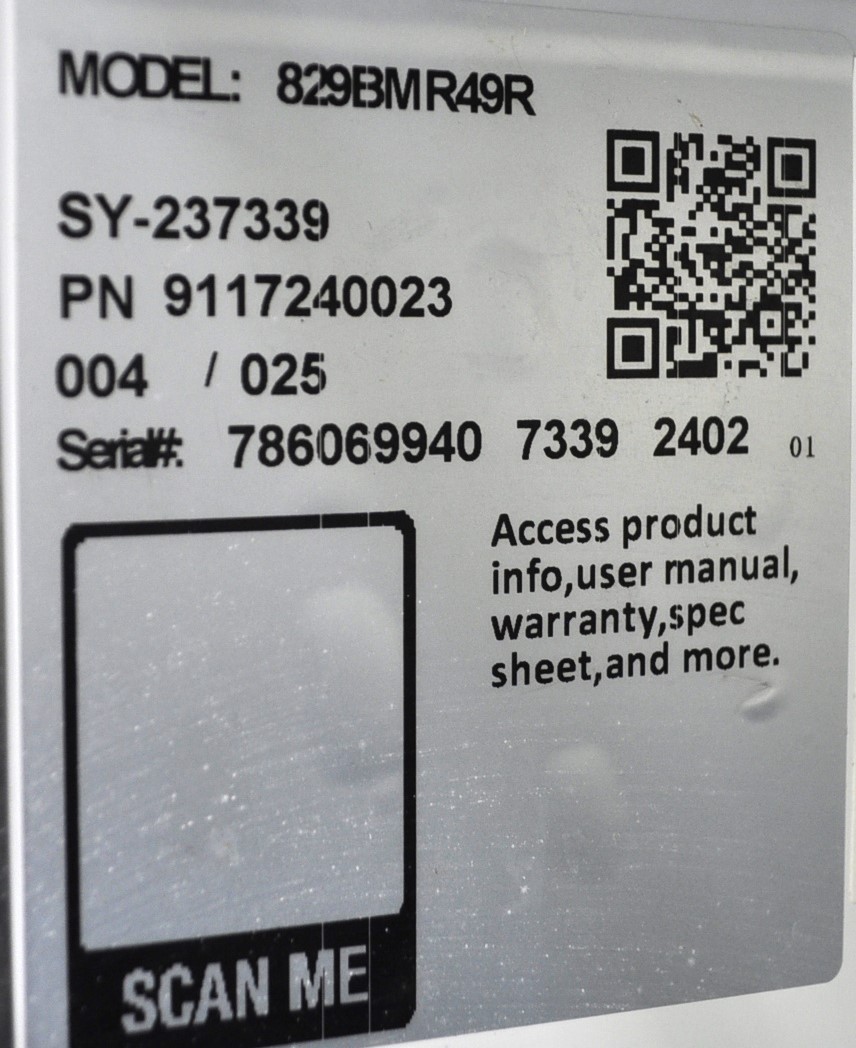 MODEL: 829BMR49R
SY-237339
PN 9117240023
004 / 025
Serial#: 786069940 7339 2402 01
Access product
info,user manual,
warranty,spec
sheet,and more.
SCAN ME